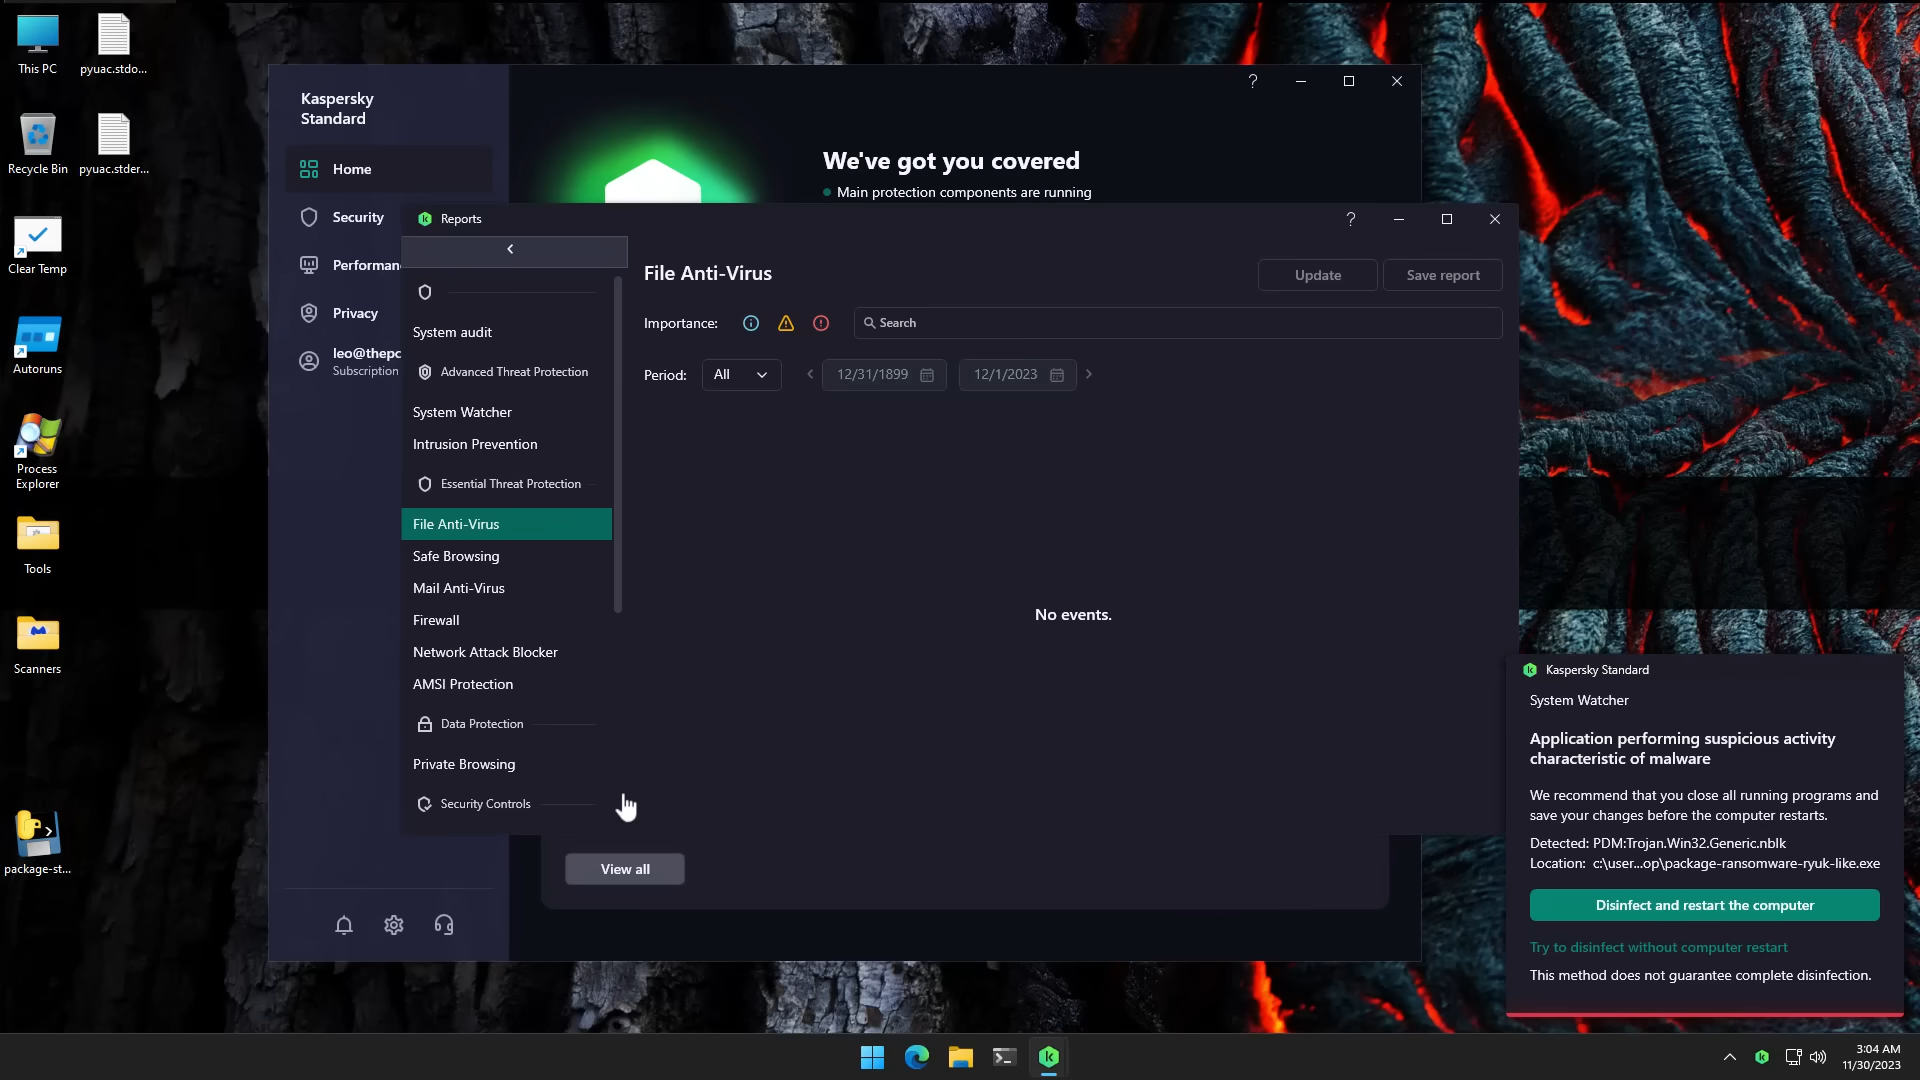 This PC
pyuac.stdo...
Recycle Bin
pyuac.stder...
Clear Temp
Autoruns
Process
Explorer
Tools
Scanners
package-st...
Kaspersky
Standard
Home
Security
Performan
Privacy
leo@thepc
Subscription
We've got you covered
Main protection components are running
Reports
System audit
Advanced Threat Protection
System Watcher
Intrusion Prevention
Essential Threat Protection
File Anti-Virus
Safe Browsing
Mail Anti-Virus
Firewall
Network Attack Blocker
AMSI Protection
Data Protection
Private Browsing
Security Controls
File Anti-Virus
Update
Save report
Importance:
Search
Period:
All
12/31/1899
12/1/2023
No events.
View all
Kaspersky Standard
System Watcher
Application performing suspicious activity
characteristic of malware
We recommend that you close all running programs and
save your changes before the computer restarts.
Detected: PDM:Trojan.Win32.Generic.nblk
Location: c:\user...op\package-ransomware-ryuk-like.exe
Disinfect and restart the computer
Try to disinfect without computer restart
This method does not guarantee complete disinfection.
3:04 AM
11/30/2023